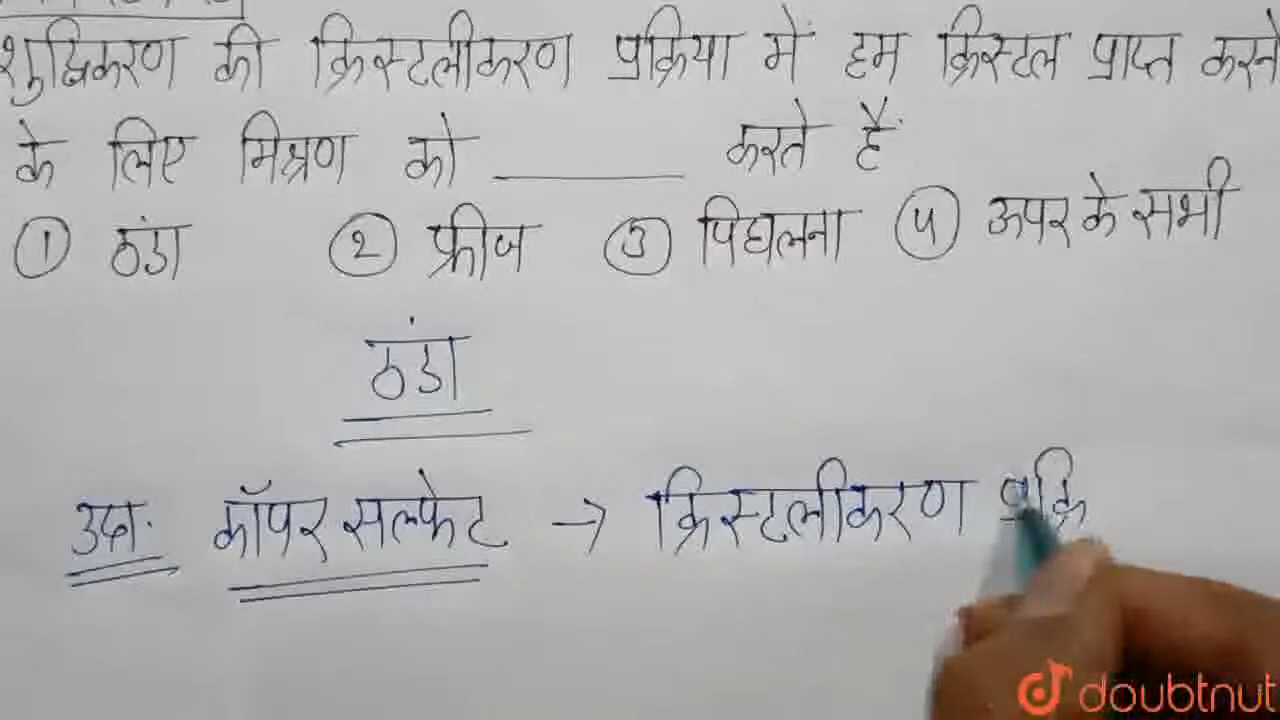 शुद्धिकरण की क्रिस्टलीकरण प्रक्रिया में हम क्रिस्टल प्राप्त करने
के लिए मिश्रण को ______ करते हैं
① ठंडा ② फ्रीज ③ पिघलना ④ ऊपर के सभी
ठंडा
उदा. कॉपर सल्फेट → क्रिस्टलीकरण प्रक्रि
doubtnut